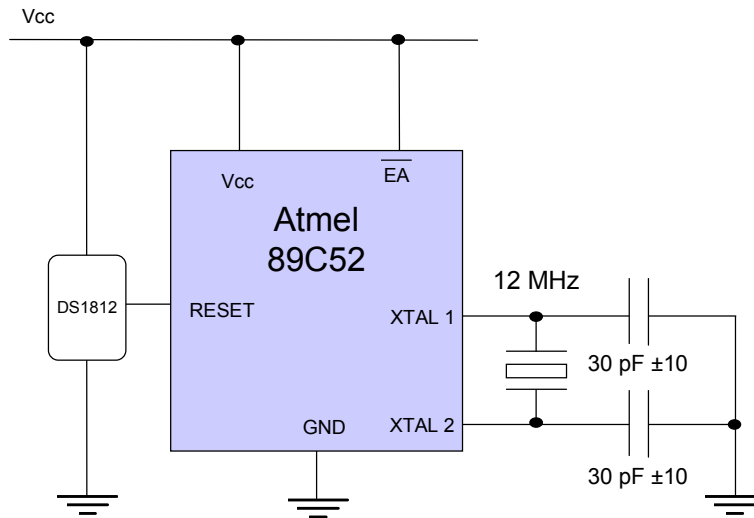 Vcc
Vcc
EA
Atmel
89C52
12 MHz
DS1812
RESET
XTAL 1
30 pF ±10
GND
XTAL 2
30 pF ±10